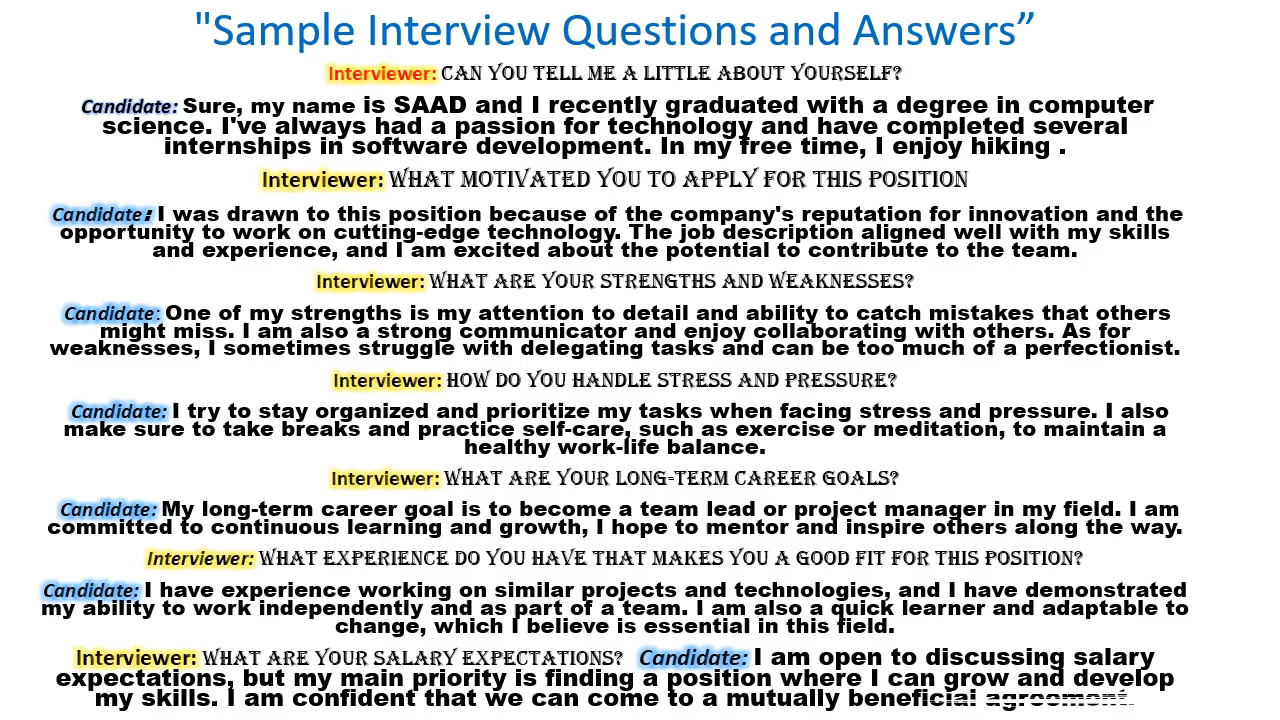 "Sample Interview Questions and Answers”
Interviewer: CAN YOU TELL ME A LITTLE ABOUT YOURSELF?
Candidate: Sure, my name is SAAD and I recently graduated with a degree in computer
science. I've always had a passion for technology and have completed several
internships in software development. In my free time, I enjoy hiking .
Interviewer: WHAT MOTIVATED YOU TO APPLY FOR THIS POSITION
Candidate: I was drawn to this position because of the company's reputation for innovation and the
opportunity to work on cutting-edge technology. The job description aligned well with my skills
and experience, and I am excited about the potential to contribute to the team.
Interviewer: WHAT ARE YOUR STRENGTHS AND WEAKNESSES?
Candidate: One of my strengths is my attention to detail and ability to catch mistakes that others
might miss. I am also a strong communicator and enjoy collaborating with others. As for
weaknesses, I sometimes struggle with delegating tasks and can be too much of a perfectionist.
Interviewer: HOW DO YOU HANDLE STRESS AND PRESSURE?
Candidate: I try to stay organized and prioritize my tasks when facing stress and pressure. I also
make sure to take breaks and practice self-care, such as exercise or meditation, to maintain a
healthy work-life balance.
Interviewer: WHAT ARE YOUR LONG-TERM CAREER GOALS?
Candidate: My long-term career goal is to become a team lead or project manager in my field. I am
committed to continuous learning and growth, I hope to mentor and inspire others along the way.
Interviewer: WHAT EXPERIENCE DO YOU HAVE THAT MAKES YOU A GOOD FIT FOR THIS POSITION?
Candidate: I have experience working on similar projects and technologies, and I have demonstrated
my ability to work independently and as part of a team. I am also a quick learner and adaptable to
change, which I believe is essential in this field.
Interviewer: WHAT ARE YOUR SALARY EXPECTATIONS? Candidate: I am open to discussing salary
expectations, but my main priority is finding a position where I can grow and develop
my skills. I am confident that we can come to a mutually beneficial agreement.